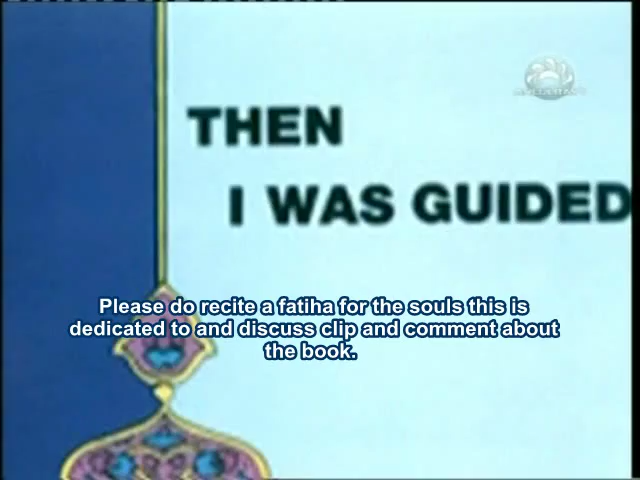 THEN
I WAS GUIDED
Please do recite a fatiha for the souls this is
dedicated to and discuss clip and comment about
the book.